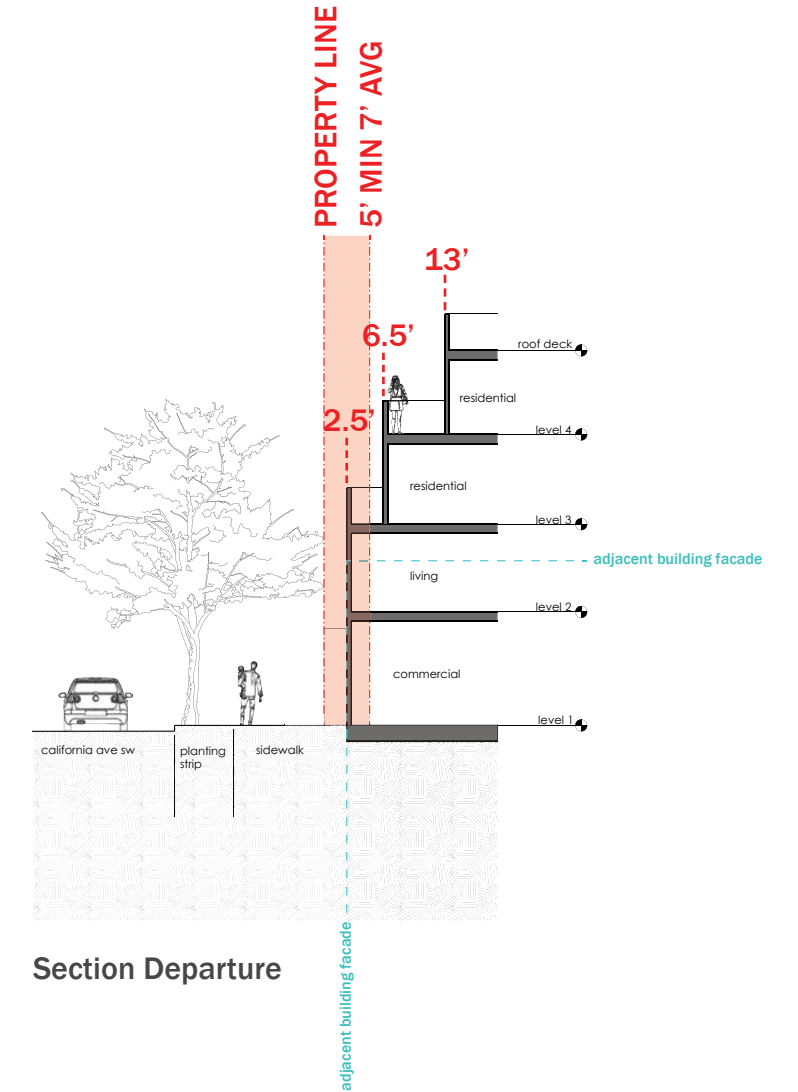 PROPERTY LINE
5’ MIN 7’ AVG
13’
6.5’
2.5’
roof deck
residential
level 4
residential
level 3
adjacent building facade
living
level 2
commercial
level 1
california ave sw
planting
strip
sidewalk
Section Departure
adjacent building facade